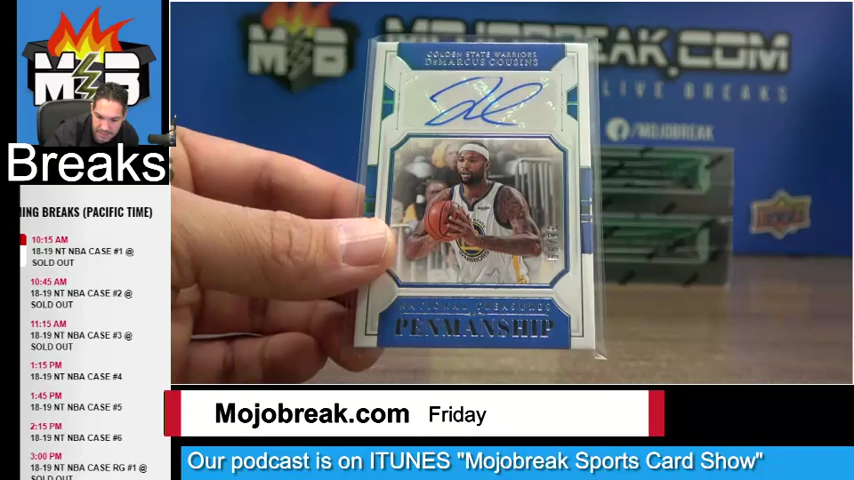 M B
Breaks
ING BREAKS (PACIFIC TIME)
10:15 AM
18-19 NT NBA CASE #1 @
SOLD OUT
10:45 AM
18-19 NT NBA CASE #2 @
SOLD OUT
11:15 AM
18-19 NT NBA CASE #3 @
SOLD OUT
1:15 PM
18-19 NT NBA CASE #4
1:45 PM
18-19 NT NBA CASE #5
2:15 PM
18-19 NT NBA CASE #6
3:00 PM
18-19 NT NBA CASE RG #1 @
SOLD OUT
GOLDEN STATE WARRIORS
DeMARCUS COUSINS
NATIONAL TREASURES
PENMANSHIP
M B
BREAK.COM
LIVE BREAKS
/MOJOBREAK
Mojobreak.com Friday
Our podcast is on ITUNES "Mojobreak Sports Card Show"